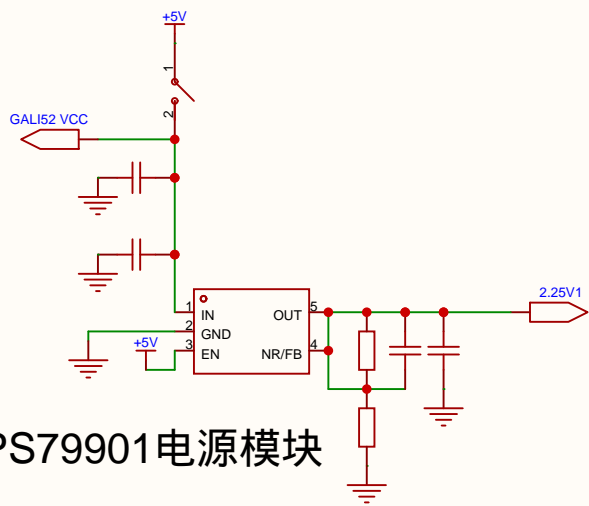 +5V
1
2
GALI52 VCC
1 IN
2 GND
3 EN
OUT 5
NR/FB 4
+5V
2.25V1
PS79901电源模块